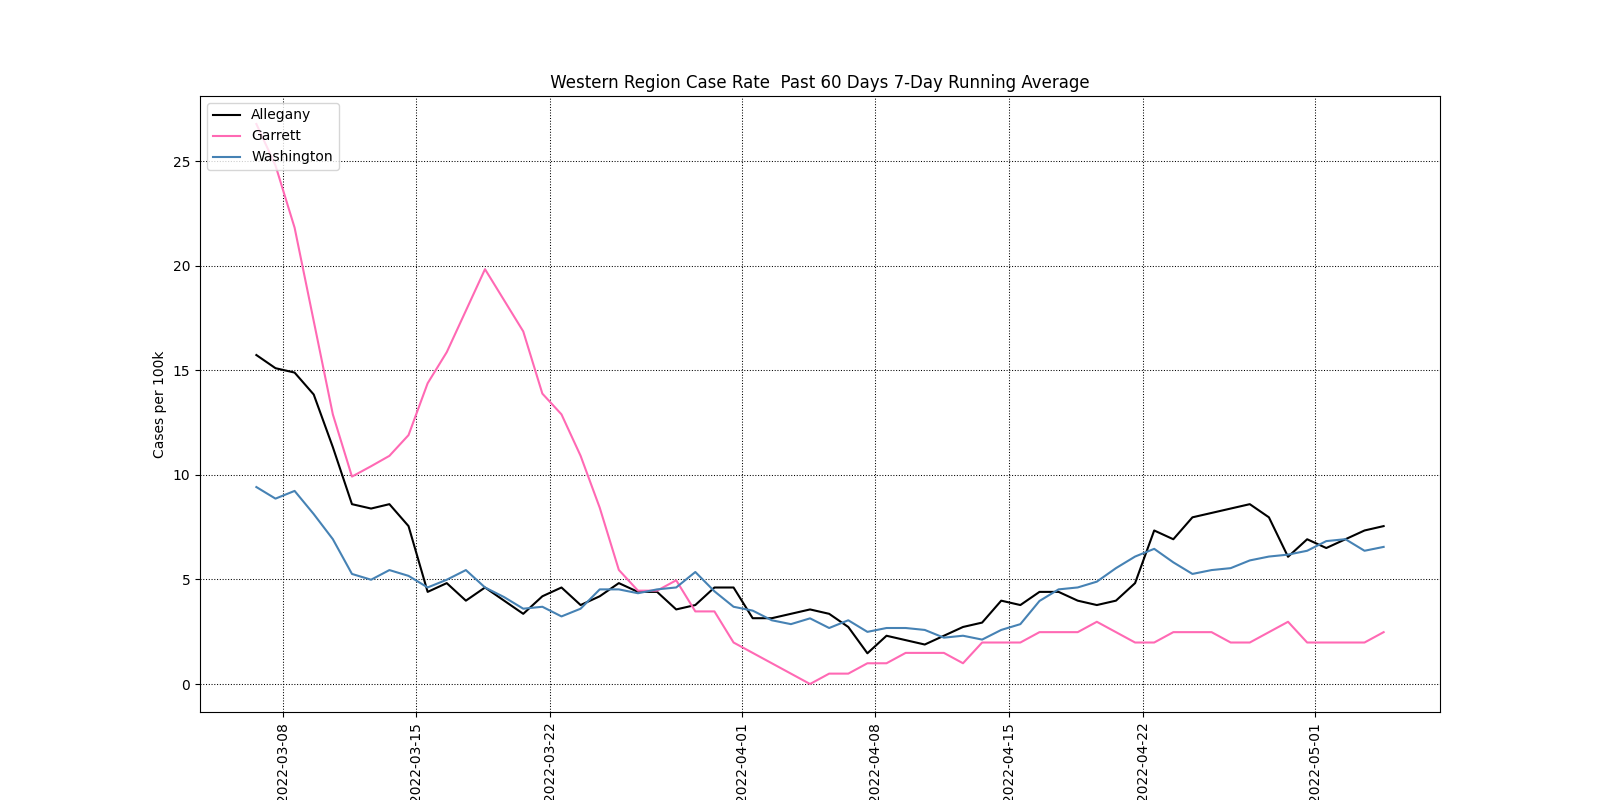 Western Region Case Rate  Past 60 Days 7-Day Running Average
Allegany
Garrett
Washington
25
20
15
10
5
0
Cases per 100k
2022-03-08
2022-03-15
2022-03-22
2022-04-01
2022-04-08
2022-04-15
2022-04-22
2022-05-01